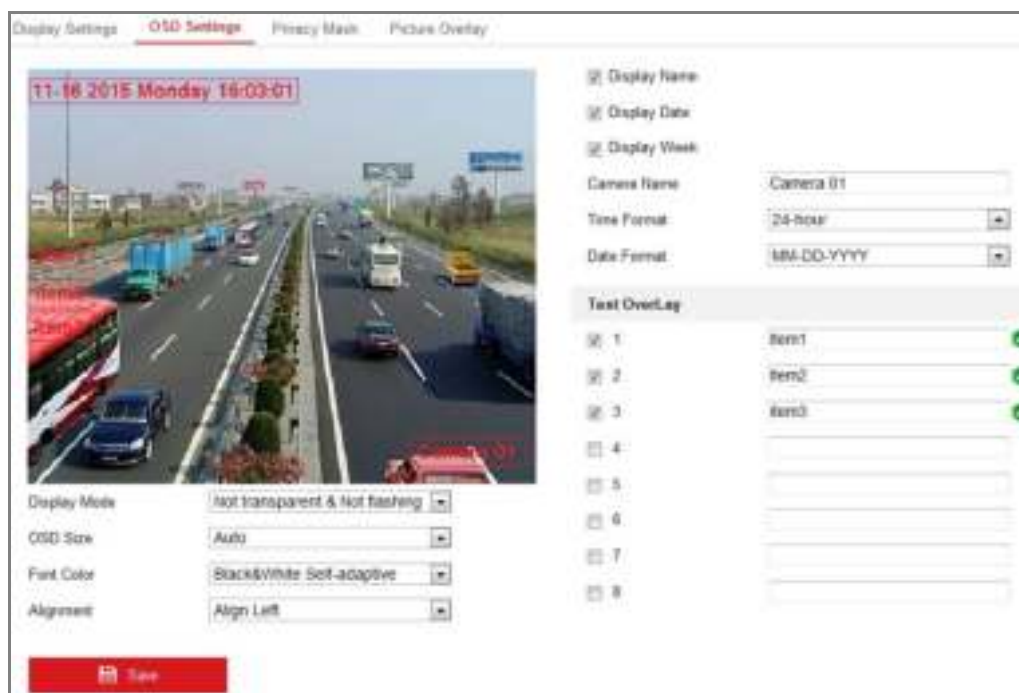 Display Settings
OSD Settings
Privacy Mask
Picture Overlay
11-16 2015 Monday 16:03:01
Camera 01
Display Mode
Not transparent & Not flashing
OSD Size
Auto
Font Color
Black&White Self-adaptive
Alignment
Align Left
Save
Display Name
Display Date
Display Week
Camera Name
Camera 01
Time Format
24-hour
Date Format
MM-DD-YYYY
Text OverLay
1
item1
2
item2
3
item3
4
5
6
7
8